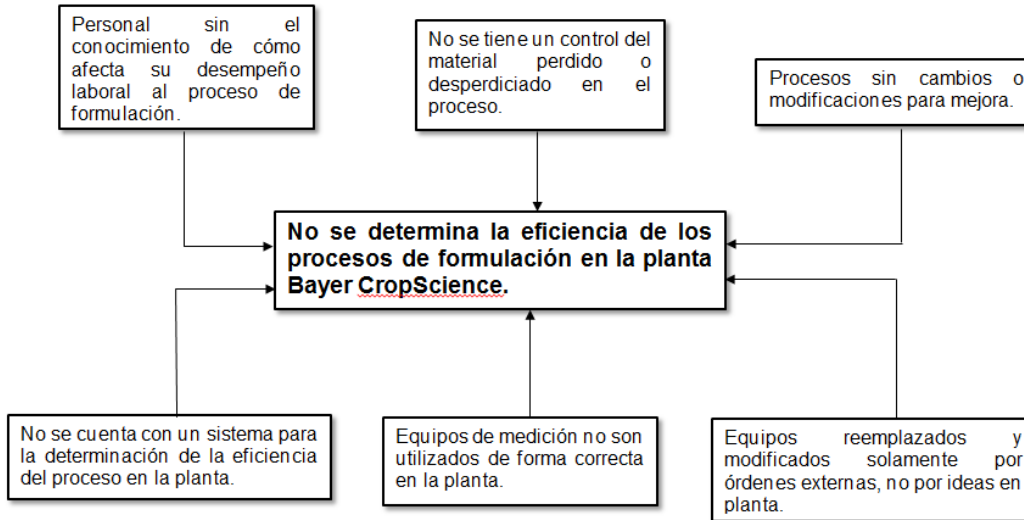 Personal sin el
conocimiento de cómo
afecta su desempeño
laboral al proceso de
formulación.
No se tiene un control del
material perdido o
desperdiciado en el
proceso.
Procesos sin cambios o
modificaciones para mejora.
No se determina la eficiencia de los
procesos de formulación en la planta
Bayer CropScience.
No se cuenta con un sistema para
la determinación de la eficiencia
del proceso en la planta.
Equipos de medición no son
utilizados de forma correcta
en la planta.
Equipos reemplazados y
modificados solamente por
órdenes externas, no por ideas en
planta.